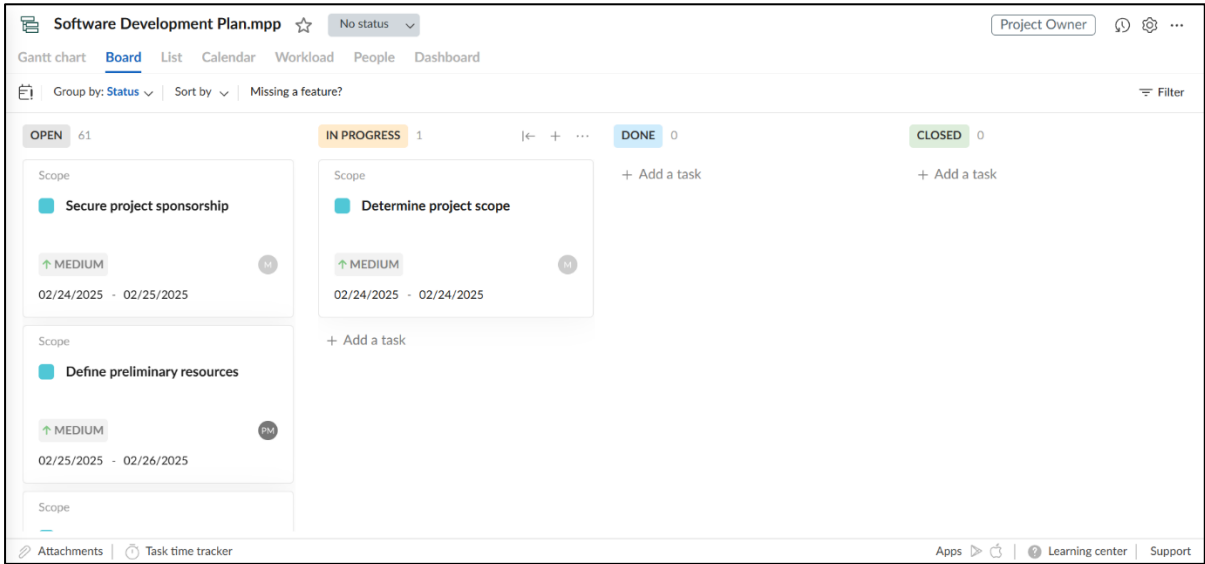 Software Development Plan.mpp No status Project Owner
Gantt chart Board List Calendar Workload People Dashboard
Group by: Status Sort by Missing a feature? Filter
OPEN 61
Scope
Secure project sponsorship
MEDIUM M
02/24/2025 - 02/25/2025
Scope
Define preliminary resources
MEDIUM PM
02/25/2025 - 02/26/2025
Scope
IN PROGRESS 1
Scope
Determine project scope
MEDIUM M
02/24/2025 - 02/24/2025
+ Add a task
DONE 0
+ Add a task
CLOSED 0
+ Add a task
Attachments Task time tracker Apps Learning center Support